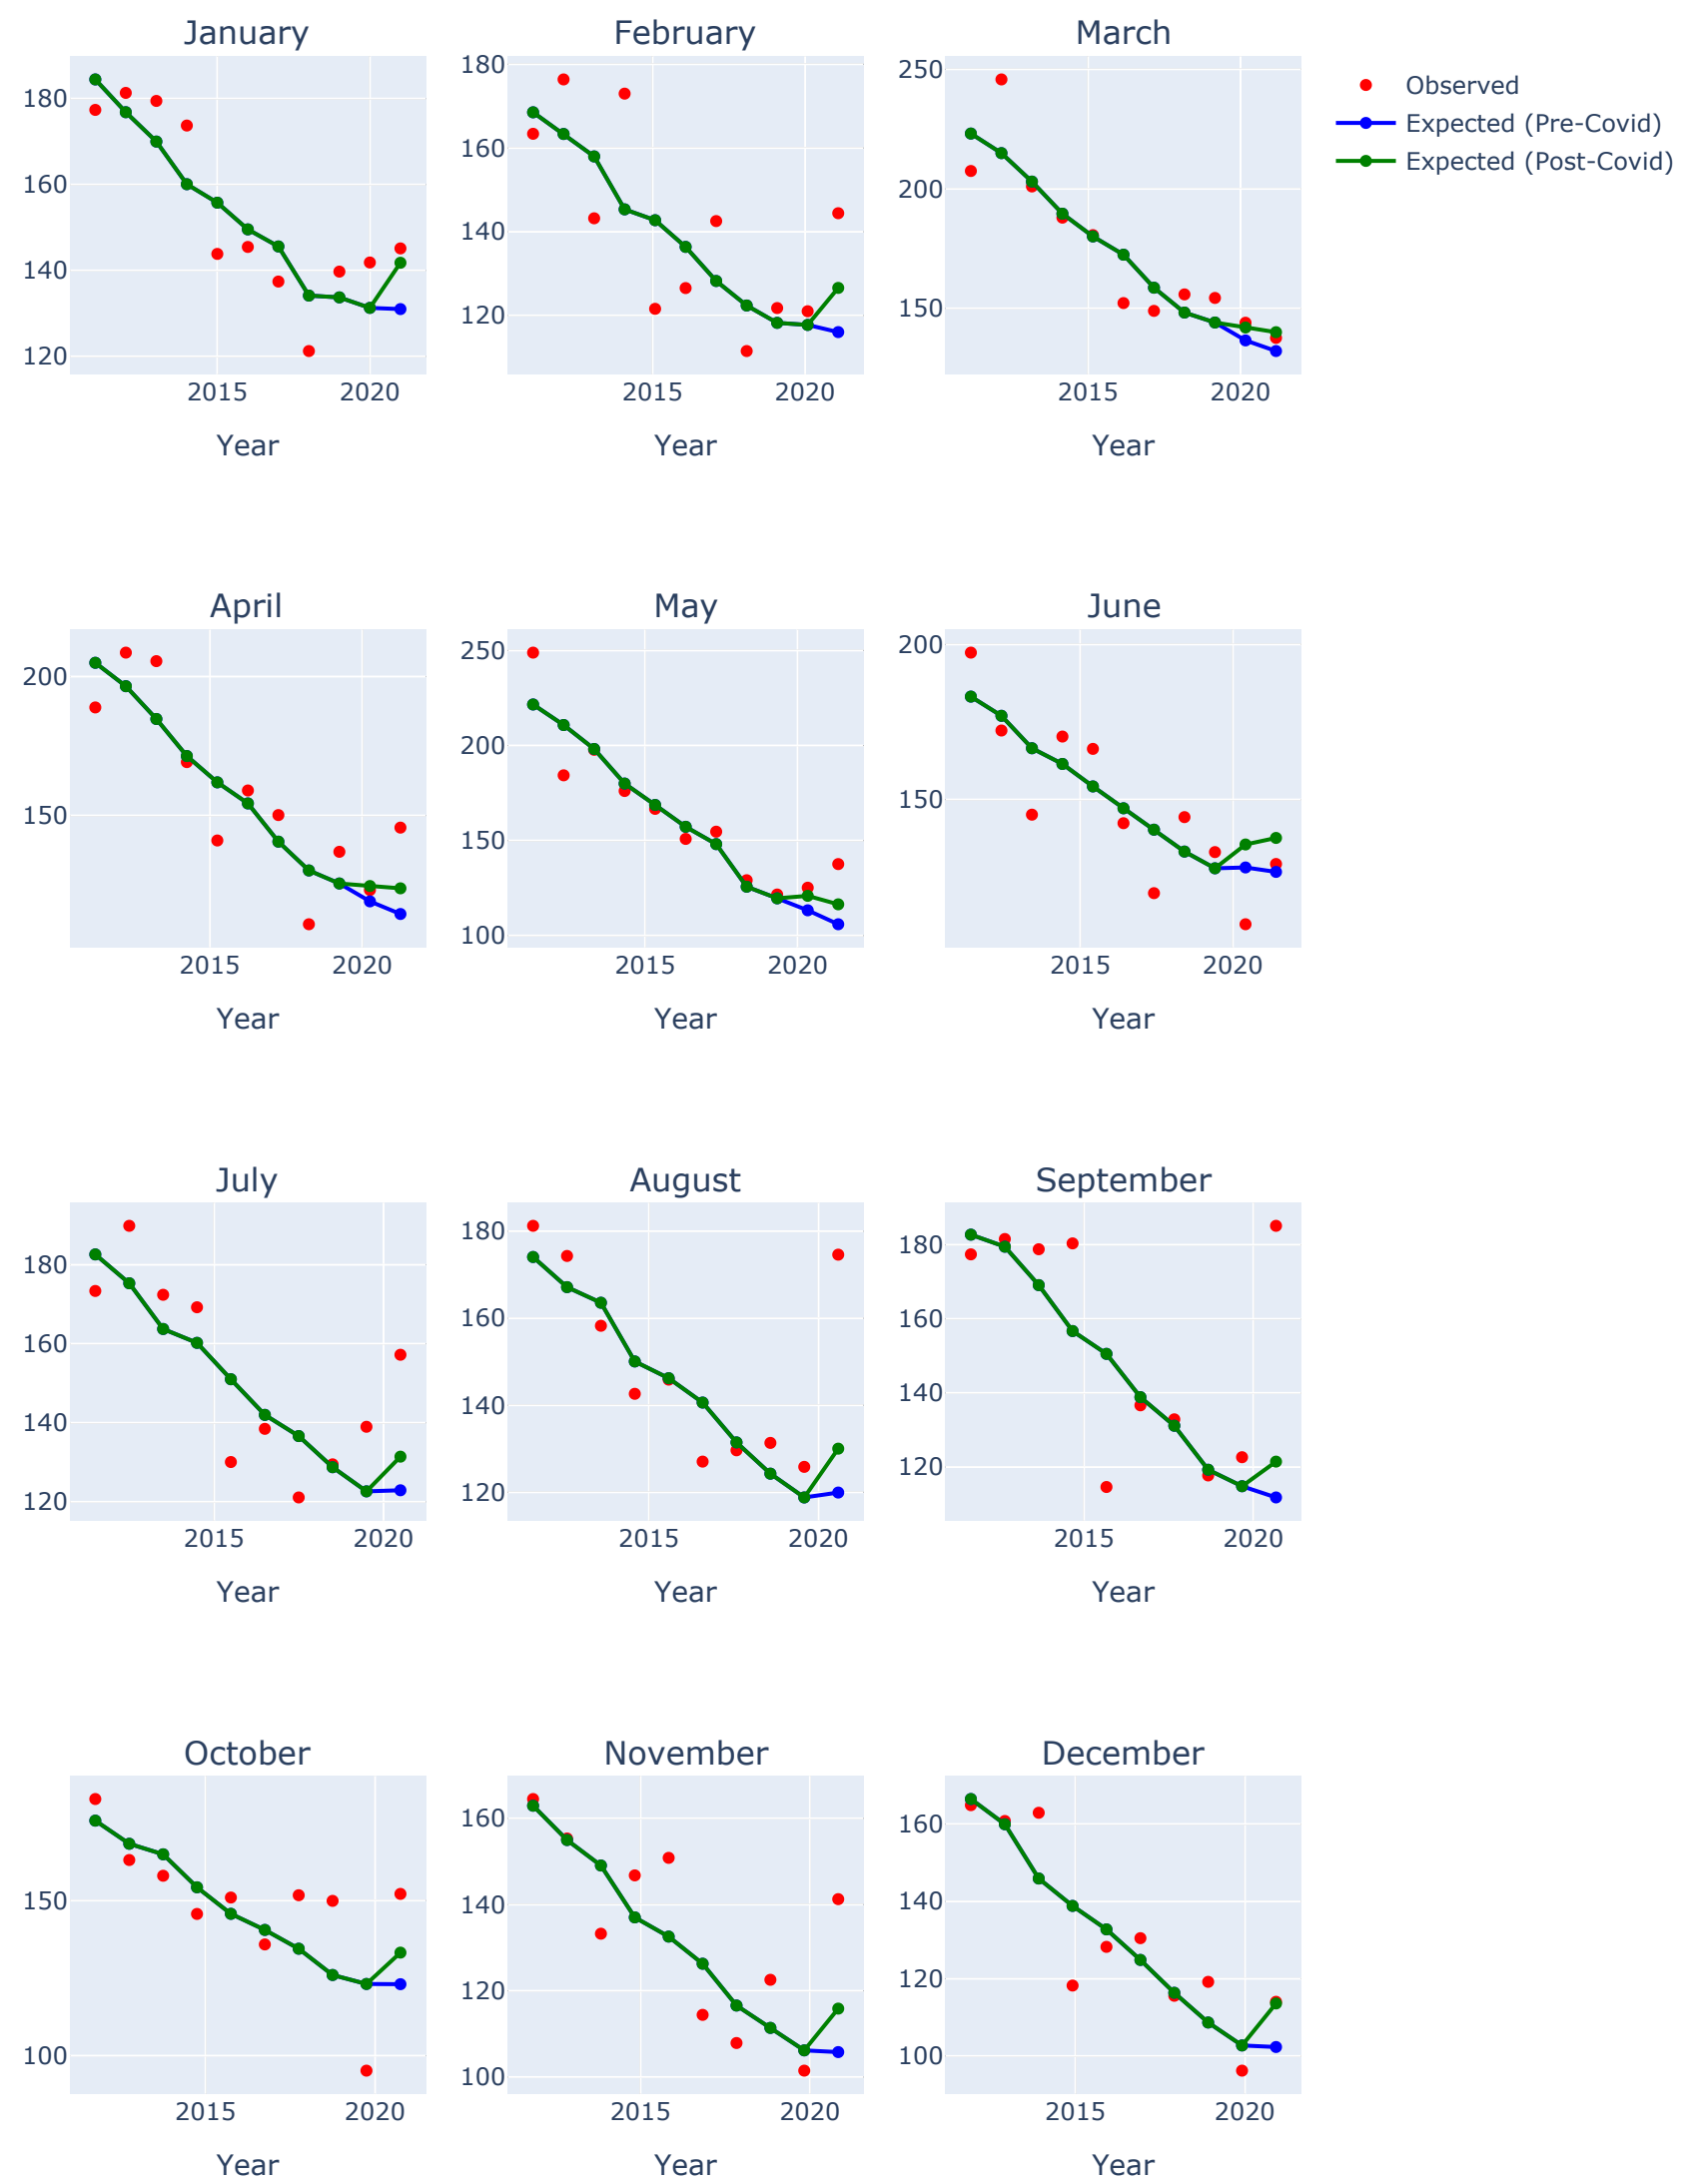 January February March
180
160
140
120
2015 2020
Year
180
160
140
120
2015 2020
Year
250
200
150
2015 2020
Year
Observed
Expected (Pre-Covid)
Expected (Post-Covid)
April May June
200
150
2015 2020
Year
250
200
150
100
2015 2020
Year
200
150
2015 2020
Year
July August September
180
160
140
120
2015 2020
Year
180
160
140
120
2015 2020
Year
180
160
140
120
2015 2020
Year
October November December
150
100
2015 2020
Year
160
140
120
100
2015 2020
Year
160
140
120
100
2015 2020
Year